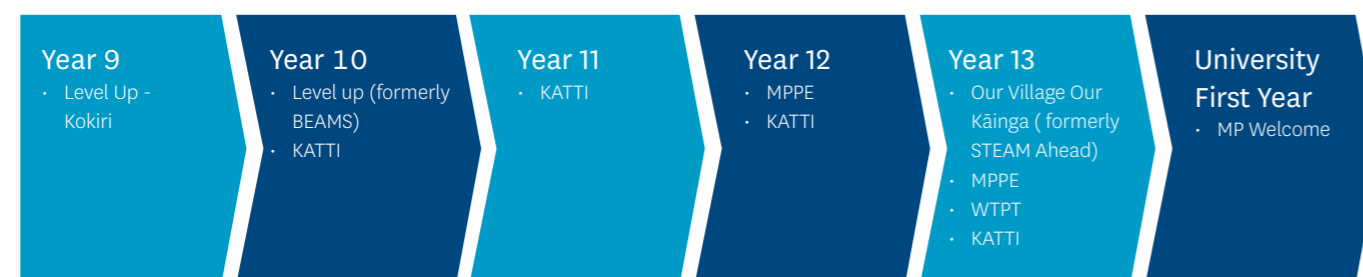 Year 9
· Level Up -
Kokiri
Year 10
· Level up (formerly
BEAMS)
· KATTI
Year 11
· KATTI
Year 12
· MPPE
· KATTI
Year 13
· Our Village Our
Kāinga ( formerly
STEAM Ahead)
· MPPE
· WTPT
· KATTI
University
First Year
· MP Welcome